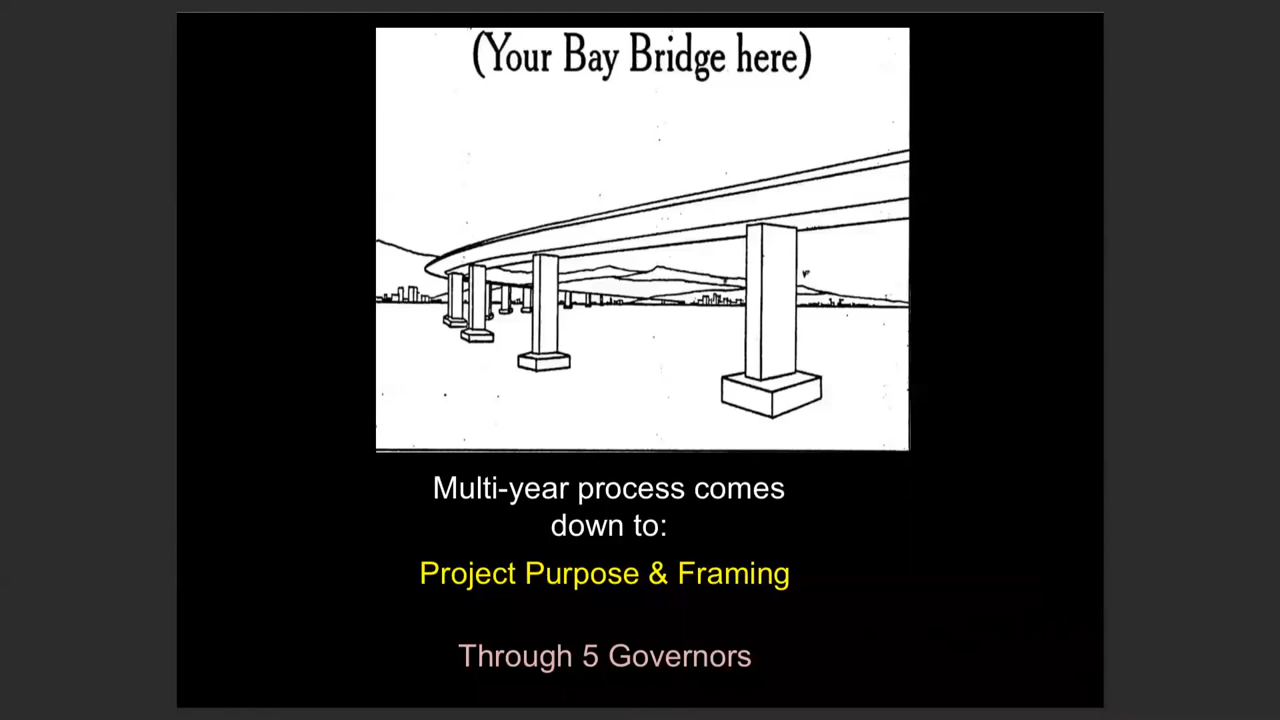 (Your Bay Bridge here)
Multi-year process comes
down to:
Project Purpose & Framing
Through 5 Governors